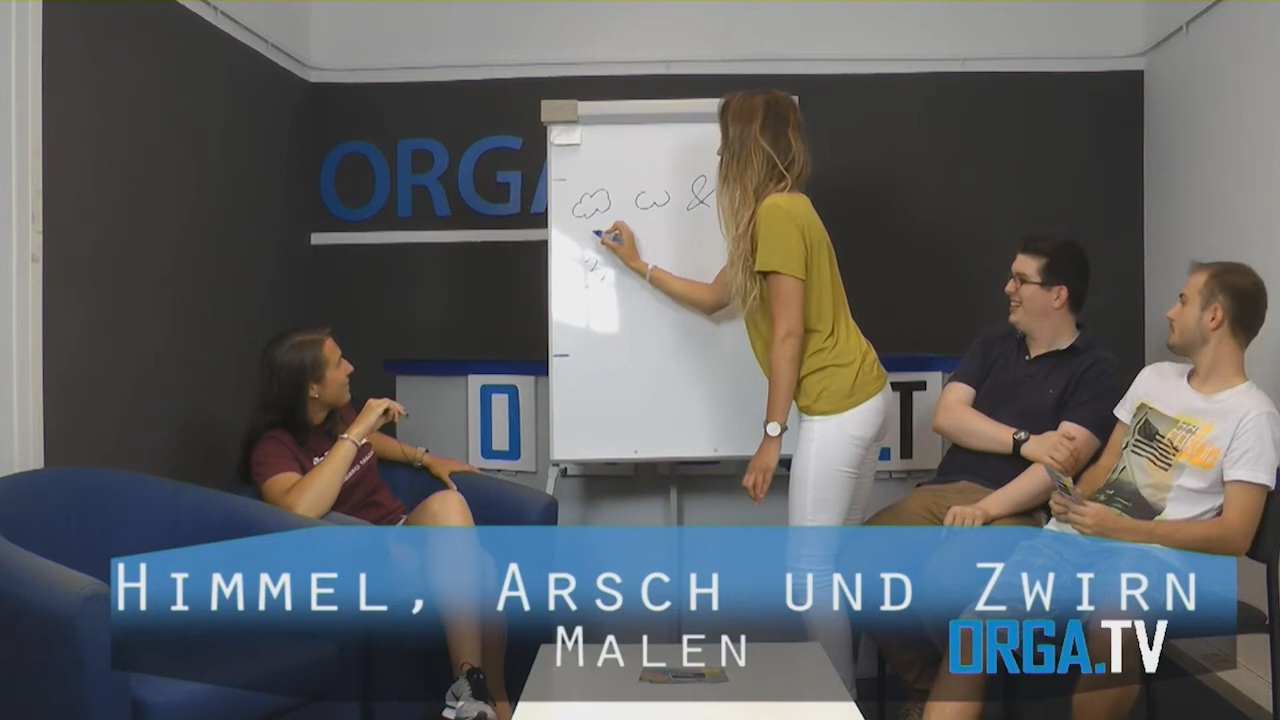 ORGA
&
O
.T
HIMMEL, ARSCH UND ZWIRN
MALEN
ORGA.TV